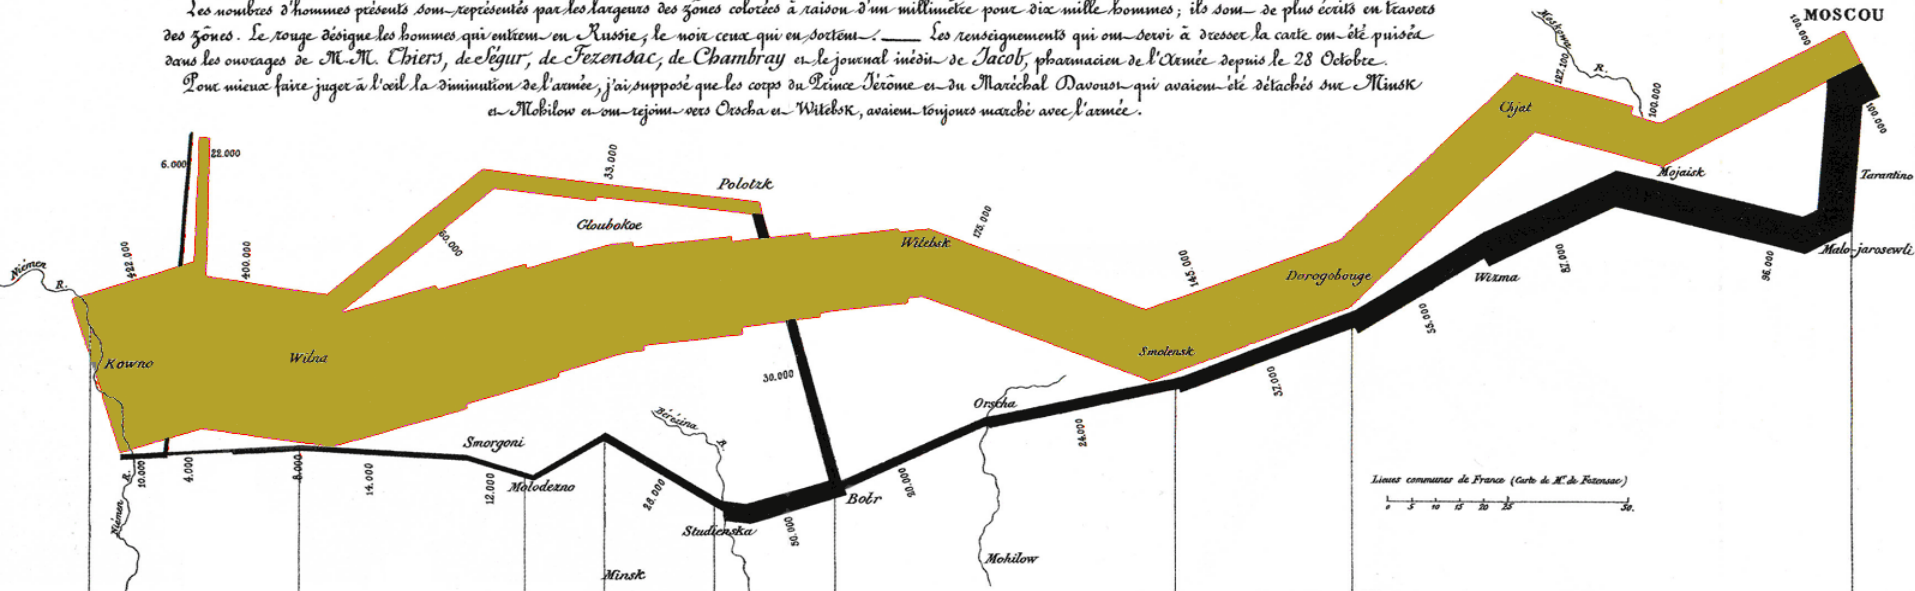 Les nombres d'hommes présents sont représentés par les largeurs des zônes colorées à raison d'un millimètre pour dix mille hommes; ils sont de plus écrits en travers
des zônes. Le rouge désigne les hommes qui entrent en Russie; le noir ceux qui en sortent. — Les renseignements qui ont servi à dresser la carte ont été puisés
dans les ouvrages de M.M. Thiers, de Ségur, de Fezensac, de Chambray et le journal inédit de Jacob, pharmacien de l'Armée depuis le 28 Octobre.
Pour mieux faire juger à l'œil la diminution de l'armée, j'ai supposé que les corps du Prince Jérôme et du Maréchal Davoust qui avaient été détachés sur Minsk
et Mohilow et ont rejoint vers Orscha et Witebsk, avaient toujours marché avec l'armée.
Moskowa
R.
100.000
MOSCOU
127.100
100.000
Chjat
100.000
6.000
22.000
33.000
Polotzk
Mojaisk
Tarantino
Gloubokoe
60.000
175.000
Witebsk
Malo-jarosewli
422.000
400.000
Niémen R.
145.000
Dorogobouge
Wizma
87.000
96.000
55.000
Kowno
Wilna
Smolensk
30.000
37.000
Orscha
24.000
Bérézina R.
Smorgoni
10.000
4.000
8.000
14.000
12.000
Molodezno
28.000
Studienska
50.000
Botr
20.000
Niémen R.
Minsk
Mohilow
Lieues communes de France (Carte de M. de Fezensac)
0 5 10 15 20 25 50.